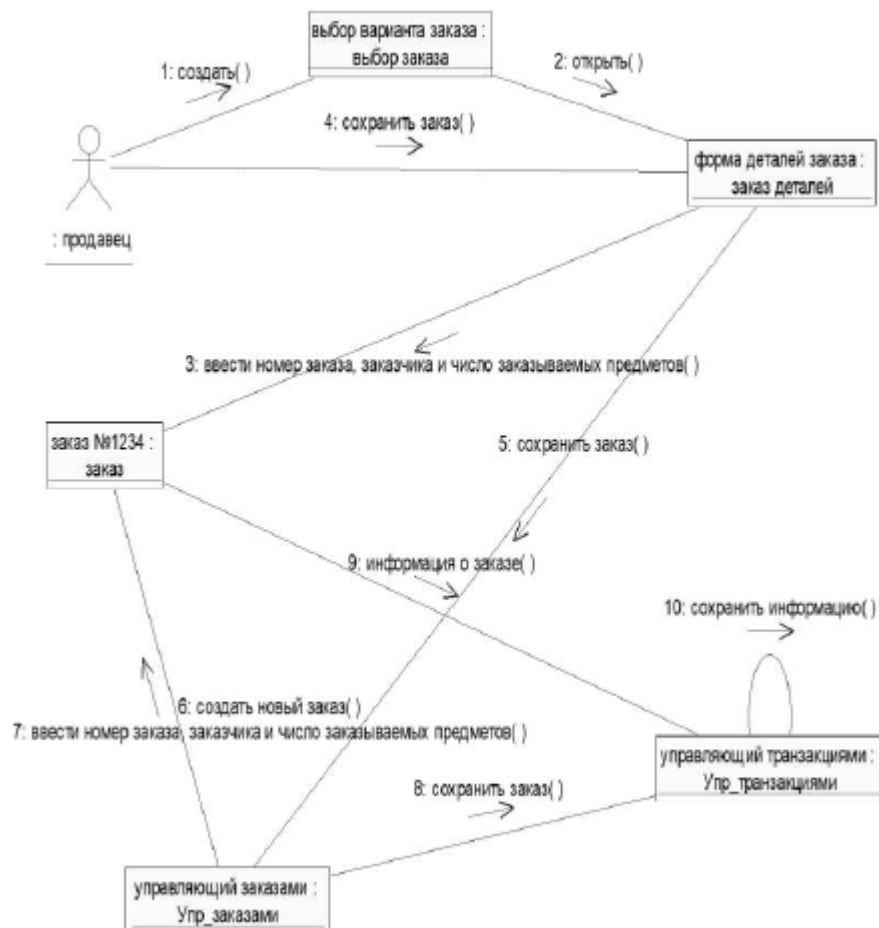 выбор варианта заказа :
выбор заказа
1: создать( )
2: открыть( )
4: сохранить заказ( )
форма деталей заказа :
заказ деталей
: продавец
3: ввести номер заказа, заказчика и число заказываемых предметов( )
заказ №1234 :
заказ
5: сохранить заказ( )
9: информация о заказе( )
10: сохранить информацию( )
6: создать новый заказ( )
7: ввести номер заказа, заказчика и число заказываемых предметов( )
управляющий транзакциями :
Упр_транзакциями
8: сохранить заказ( )
управляющий заказами :
Упр_заказами